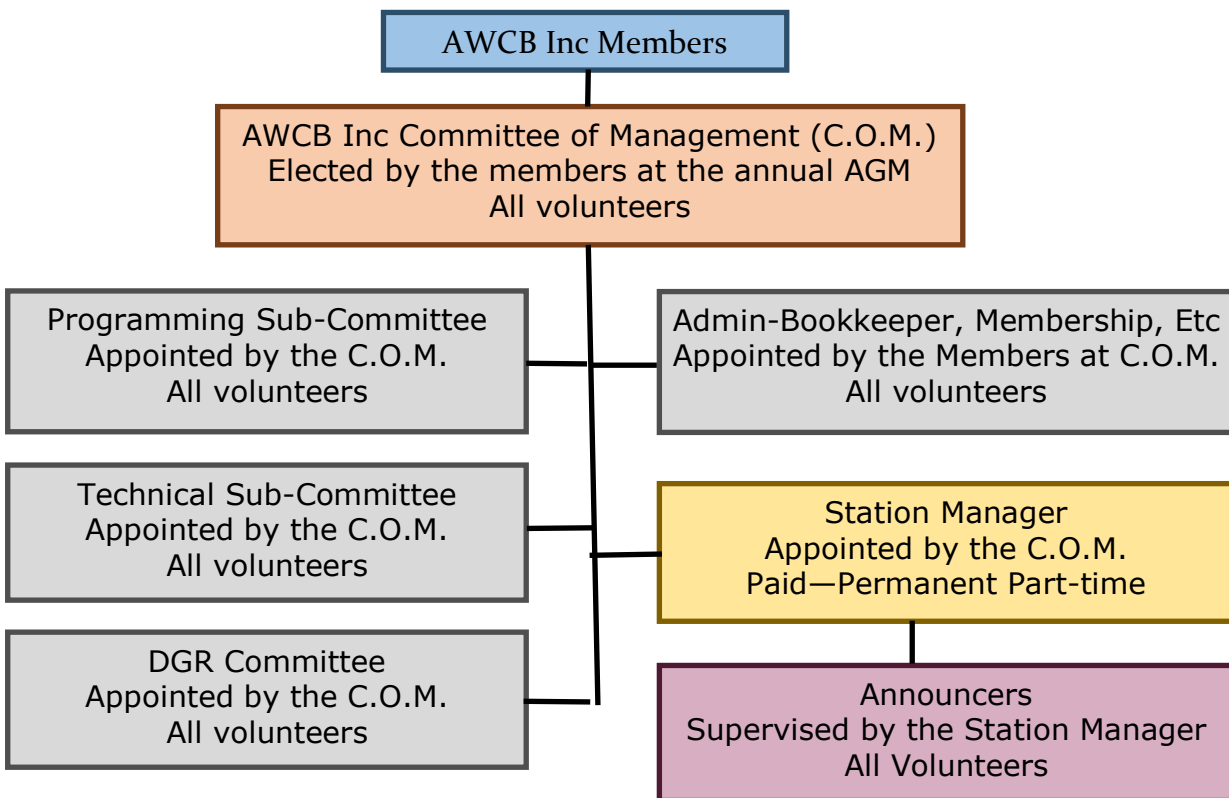 AWCB Inc Members
AWCB Inc Committee of Management (C.O.M.)
Elected by the members at the annual AGM
All volunteers
Programming Sub-Committee
Appointed by the C.O.M.
All volunteers
Admin-Bookkeeper, Membership, Etc
Appointed by the Members at C.O.M.
All volunteers
Technical Sub-Committee
Appointed by the C.O.M.
All volunteers
Station Manager
Appointed by the C.O.M.
Paid—Permanent Part-time
DGR Committee
Appointed by the C.O.M.
All volunteers
Announcers
Supervised by the Station Manager
All Volunteers